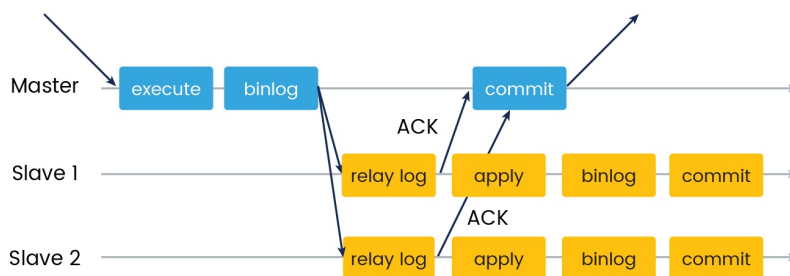 Master
execute
binlog
commit
ACK
Slave 1
relay log
apply
binlog
commit
ACK
Slave 2
relay log
apply
binlog
commit